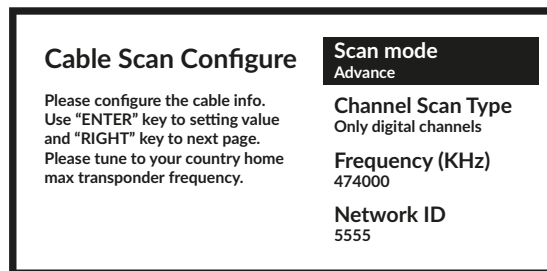 Cable Scan Configure
Please configure the cable info.
Use “ENTER” key to setting value
and “RIGHT” key to next page.
Please tune to your country home
max transponder frequency.
Scan mode
Advance
Channel Scan Type
Only digital channels
Frequency (KHz)
474000
Network ID
5555